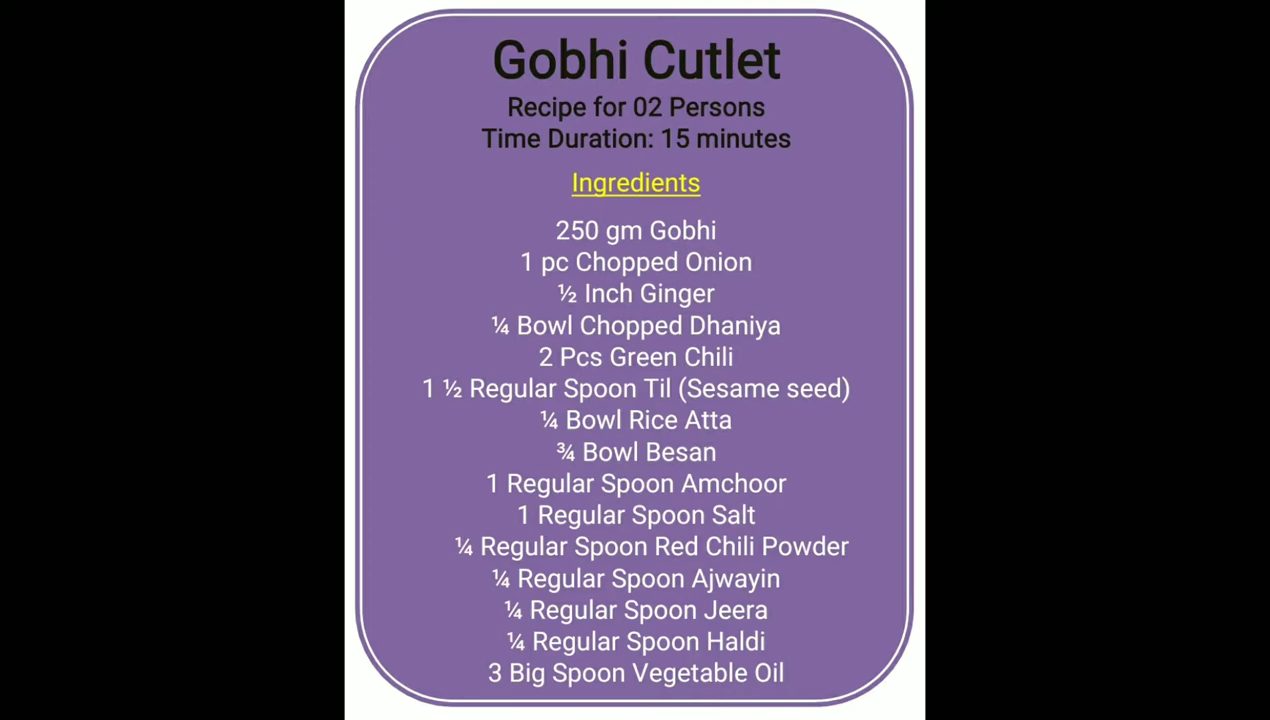 Gobhi Cutlet
Recipe for 02 Persons
Time Duration: 15 minutes
Ingredients
250 gm Gobhi
1 pc Chopped Onion
½ Inch Ginger
¼ Bowl Chopped Dhaniya
2 Pcs Green Chili
1 ½ Regular Spoon Til (Sesame seed)
¼ Bowl Rice Atta
¾ Bowl Besan
1 Regular Spoon Amchoor
1 Regular Spoon Salt
¼ Regular Spoon Red Chili Powder
¼ Regular Spoon Ajwayin
¼ Regular Spoon Jeera
¼ Regular Spoon Haldi
3 Big Spoon Vegetable Oil